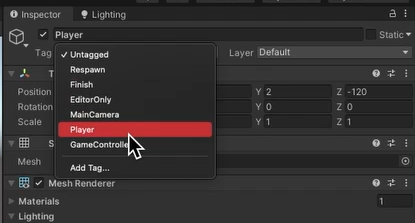 Inspector Lighting
Player Static
Tag Layer Default
Untagged
Respawn
Finish
EditorOnly
MainCamera
Player
GameController
Add Tag...
Position Y 2 Z -120
Rotation Y 0 Z 0
Scale Y 1 Z 1
Mesh
Mesh Renderer
Materials 1
Lighting